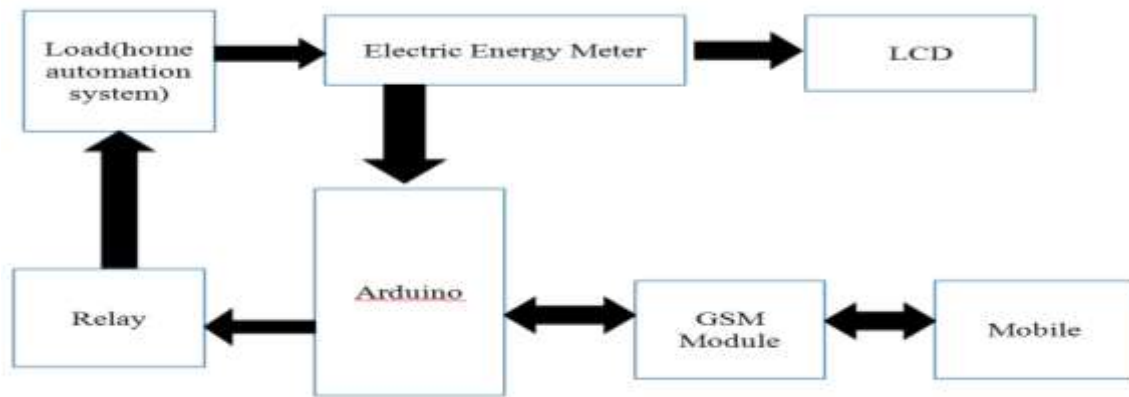 Load(home
automation
system)
Electric Energy Meter
LCD
Arduino
Relay
GSM
Module
Mobile